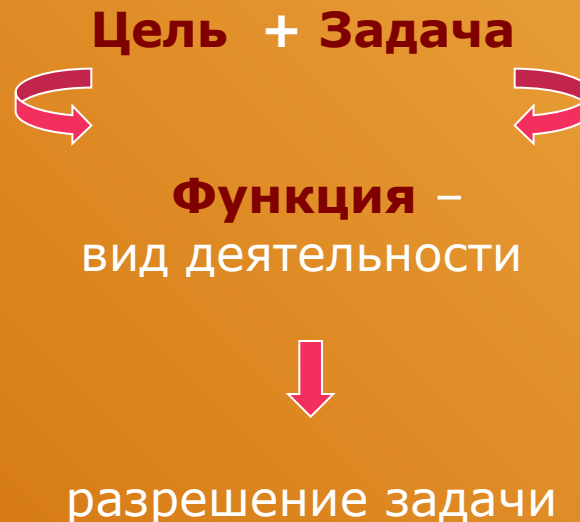 Цель + Задача
Функция –
вид деятельности
разрешение задачи